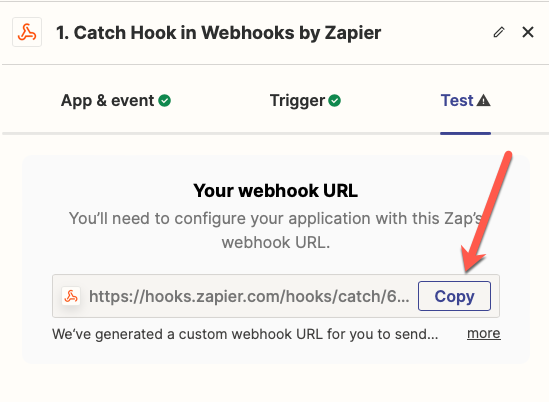 1. Catch Hook in Webhooks by Zapier
App & event
Trigger
Test
Your webhook URL
You'll need to configure your application with this Zap's
webhook URL.
https://hooks.zapier.com/hooks/catch/6... Copy
We've generated a custom webhook URL for you to send... more